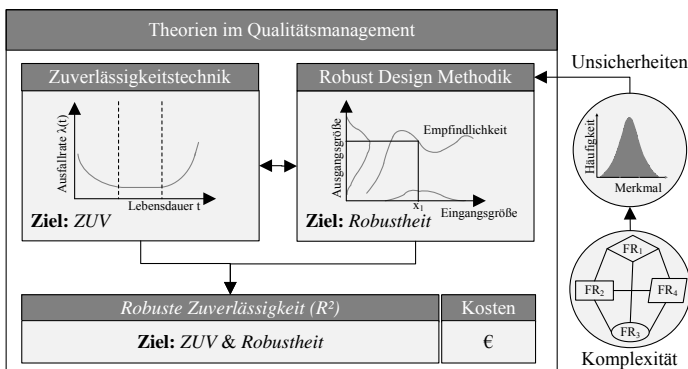 Theorien im Qualitätsmanagement
Zuverlässigkeitstechnik
Ausfallrate λ(t)
Lebensdauer t
Ziel: ZUV
Robust Design Methodik
Ausgangsgröße
Empfindlichkeit
x₁
Eingangsgröße
Ziel: Robustheit
Robuste Zuverlässigkeit (R²)
Kosten
Ziel: ZUV & Robustheit
€
Unsicherheiten
Häufigkeit
Merkmal
FR₁
FR₂
FR₄
FR₃
Komplexität